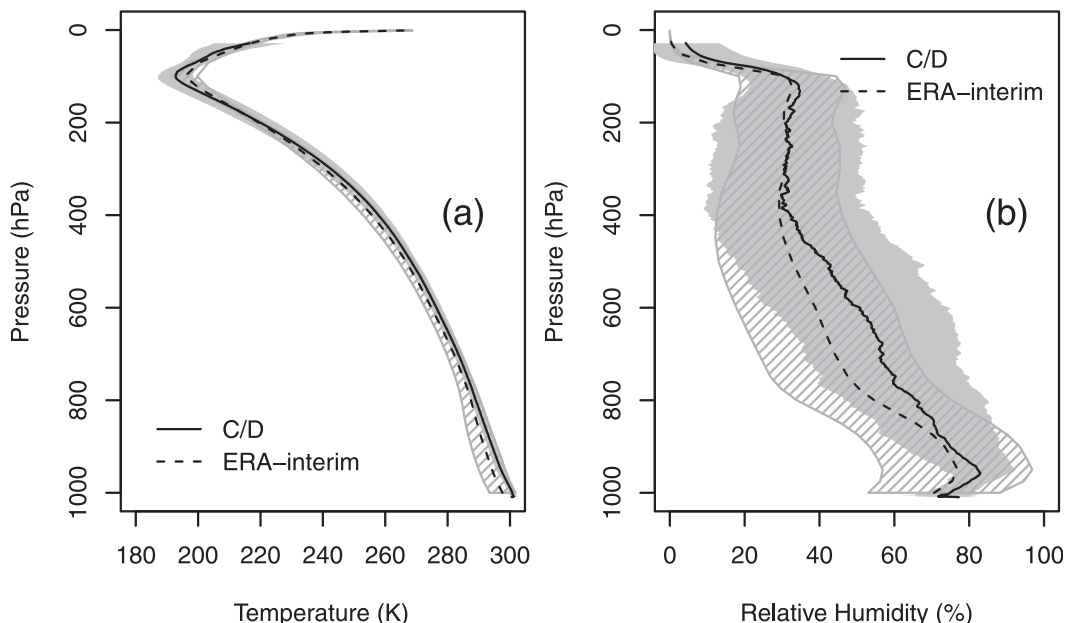 0
200
400
600
800
1000
Pressure (hPa)
(a)
C/D
ERA−interim
180 200 220 240 260 280 300
Temperature (K)
0
200
400
600
800
1000
Pressure (hPa)
C/D
ERA−interim
(b)
0 20 40 60 80 100
Relative Humidity (%)